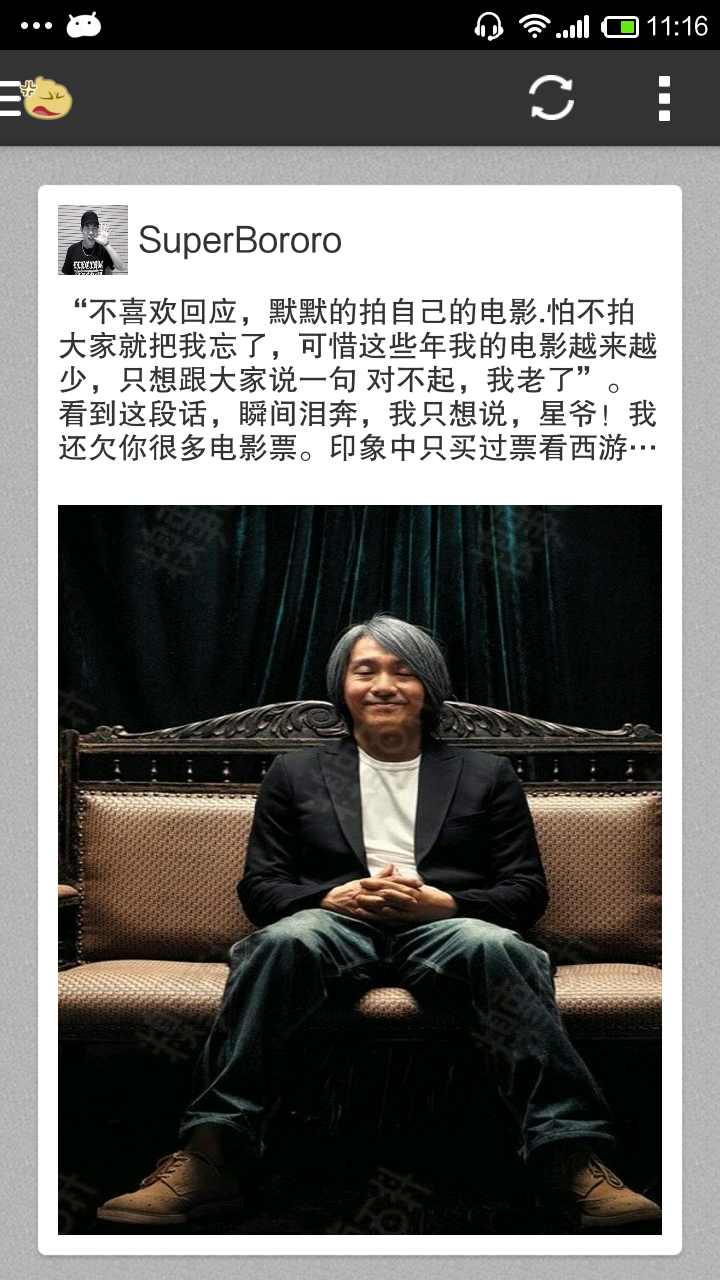 11:16
SuperBororo
“不喜欢回应，默默的拍自己的电影.怕不拍
大家就把我忘了，可惜这些年我的电影越来越
少，只想跟大家说一句 对不起，我老了”。
看到这段话，瞬间泪奔，我只想说，星爷！我
还欠你很多电影票。印象中只买过票看西游…